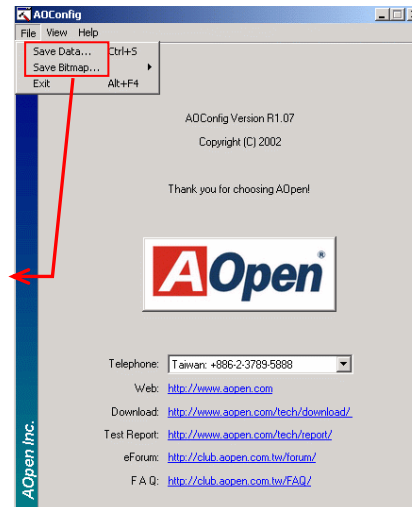 AOConfig
File View Help
Save Data... Ctrl+S
Save Bitmap...
Exit Alt+F4
AOConfig Version R1.07
Copyright (C) 2002
Thank you for choosing AOpen!
AOpen®
Telephone: Taiwan: +886-2-3789-5888
Web: http://www.aopen.com
Download: http://www.aopen.com/tech/download/
Test Report: http://www.aopen.com/tech/report/
eForum: http://club.aopen.com.tw/forum/
F A Q: http://club.aopen.com.tw/FAQ/
AOpen Inc.